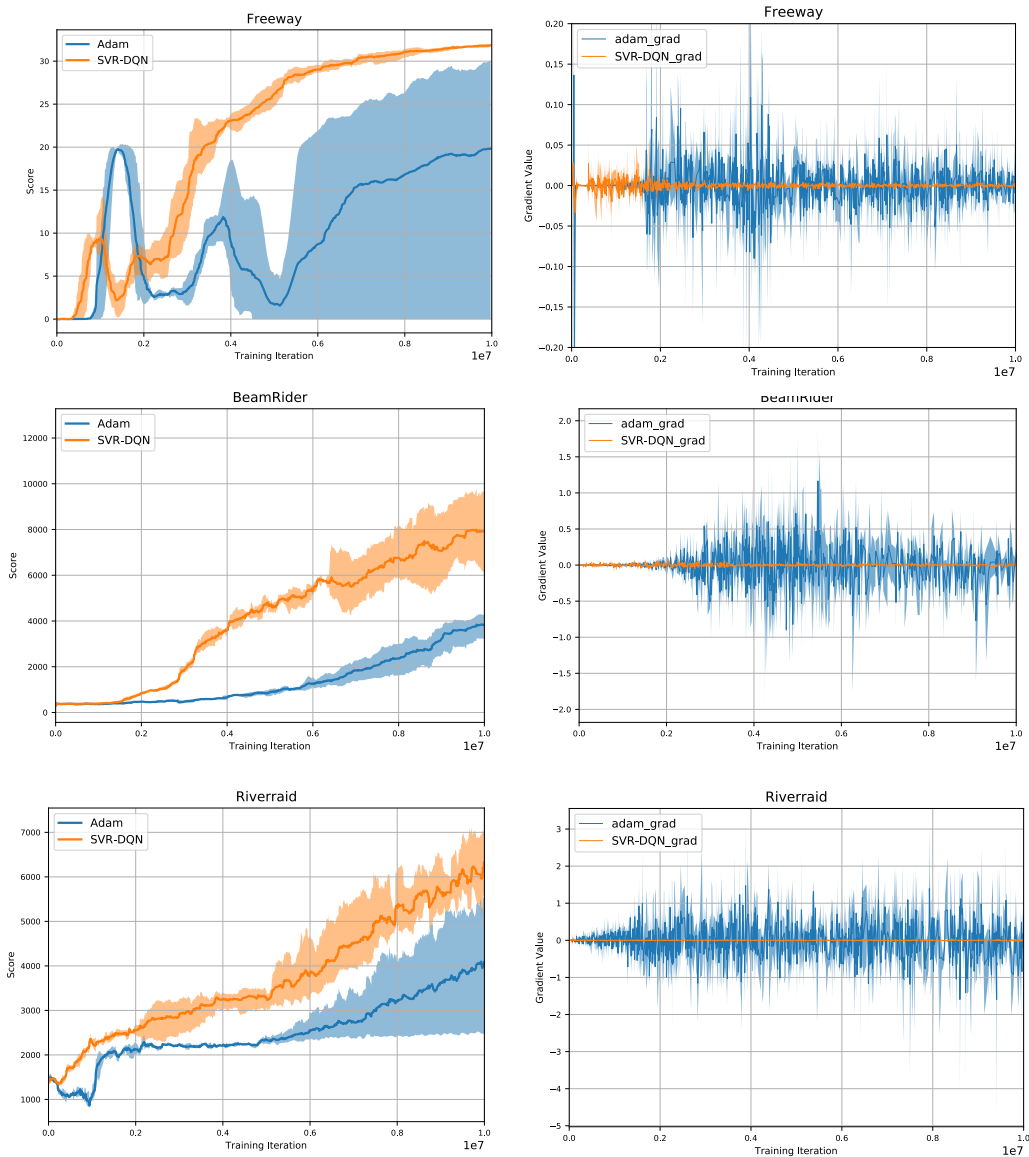 Freeway
Adam
SVR-DQN
30
25
20
15
10
5
0
Score
0.0 0.2 0.4 0.6 0.8 1.0
Training Iteration
1e7
Freeway
adam_grad
SVR-DQN_grad
0.20
0.15
0.10
0.05
0.00
−0.05
−0.10
−0.15
−0.20
Gradient Value
0.0 0.2 0.4 0.6 0.8 1.0
Training Iteration
1e7
BeamRider
Adam
SVR-DQN
12000
10000
8000
6000
4000
2000
0
Score
0.0 0.2 0.4 0.6 0.8 1.0
Training Iteration
1e7
BeamRider
adam_grad
SVR-DQN_grad
2.0
1.5
1.0
0.5
0.0
−0.5
−1.0
−1.5
−2.0
Gradient Value
0.0 0.2 0.4 0.6 0.8 1.0
Training Iteration
1e7
Riverraid
Adam
SVR-DQN
7000
6000
5000
4000
3000
2000
1000
Score
0.0 0.2 0.4 0.6 0.8 1.0
Training Iteration
1e7
Riverraid
adam_grad
SVR-DQN_grad
3
2
1
0
−1
−2
−3
−4
−5
Gradient Value
0.0 0.2 0.4 0.6 0.8 1.0
Training Iteration
1e7